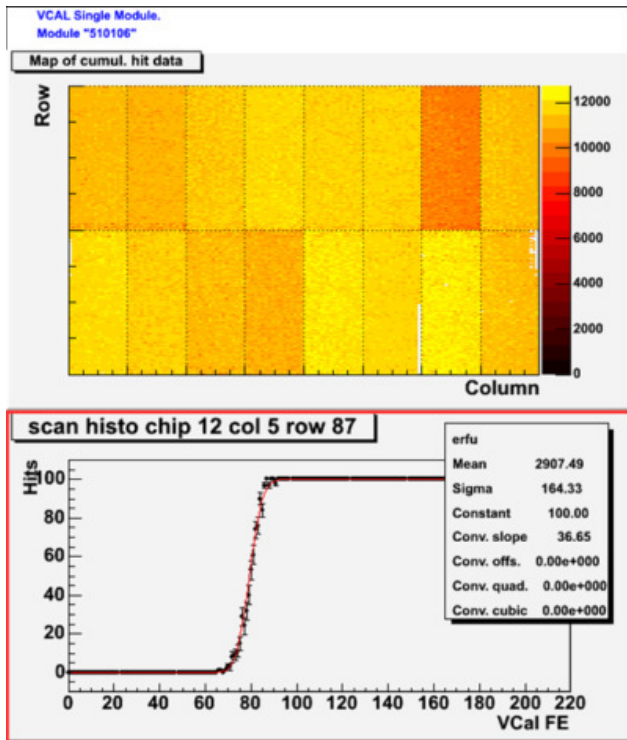 VCAL Single Module.
Module "510106"
Map of cumul. hit data
Row
12000
10000
8000
6000
4000
2000
0
Column
scan histo chip 12 col 5 row 87
Hits
100
80
60
40
20
0
0 20 40 60 80 100 120 140 160 180 200 220
VCal FE
erfu
Mean 2907.49
Sigma 164.33
Constant 100.00
Conv. slope 36.65
Conv. offs. 0.00e+000
Conv. quad. 0.00e+000
Conv. cubic 0.00e+000